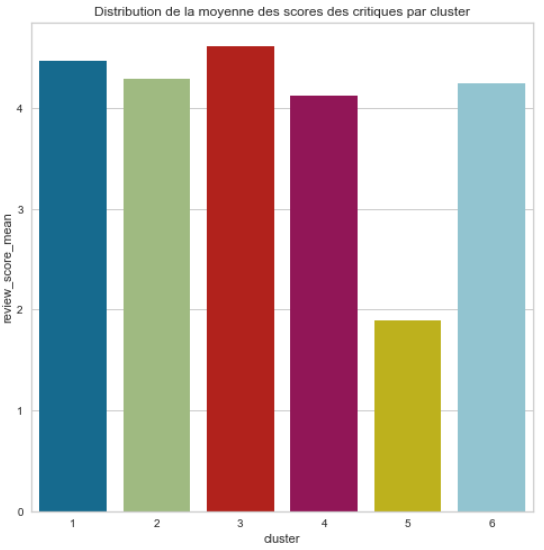 Distribution de la moyenne des scores des critiques par cluster
4
3
2
1
0
review_score_mean
1 2 3 4 5 6
cluster